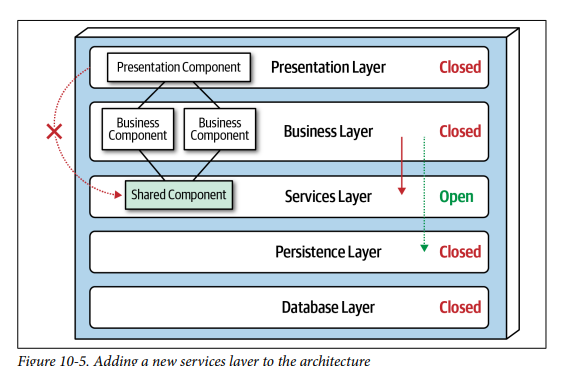 Presentation Component
Presentation Layer
Closed
Business
Component
Business
Component
Business Layer
Closed
Shared Component
Services Layer
Open
Persistence Layer
Closed
Database Layer
Closed
Figure 10-5. Adding a new services layer to the architecture